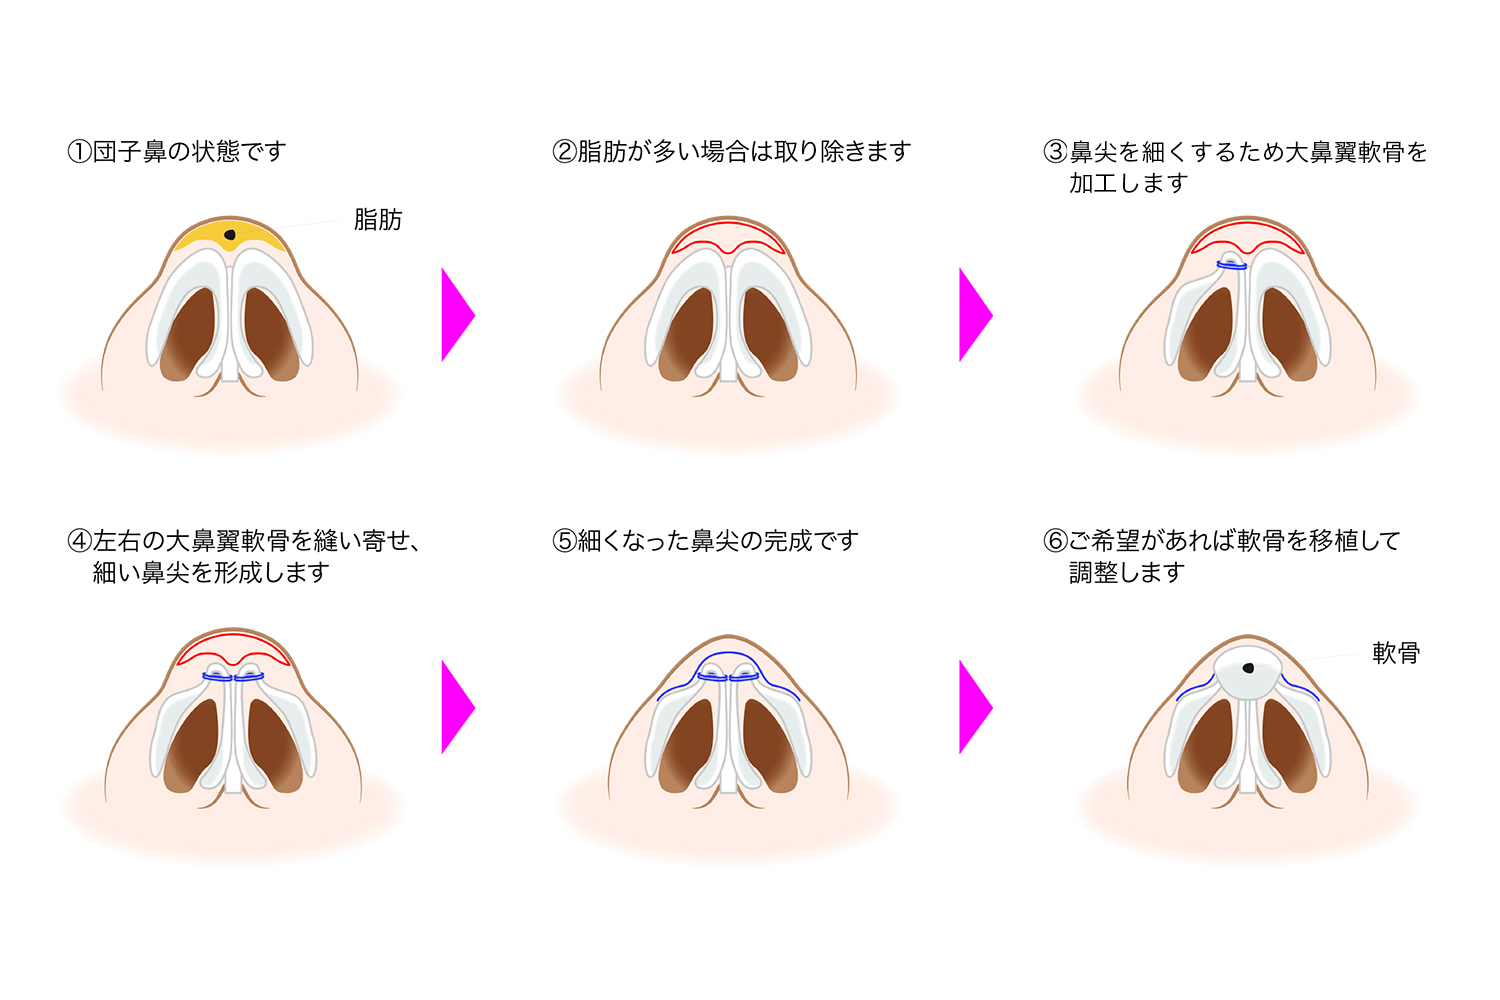 ①団子鼻の状態です
脂肪
②脂肪が多い場合は取り除きます
③鼻尖を細くするため大鼻翼軟骨を
加工します
④左右の大鼻翼軟骨を縫い寄せ、
細い鼻尖を形成します
⑤細くなった鼻尖の完成です
⑥ご希望があれば軟骨を移植して
調整します
軟骨